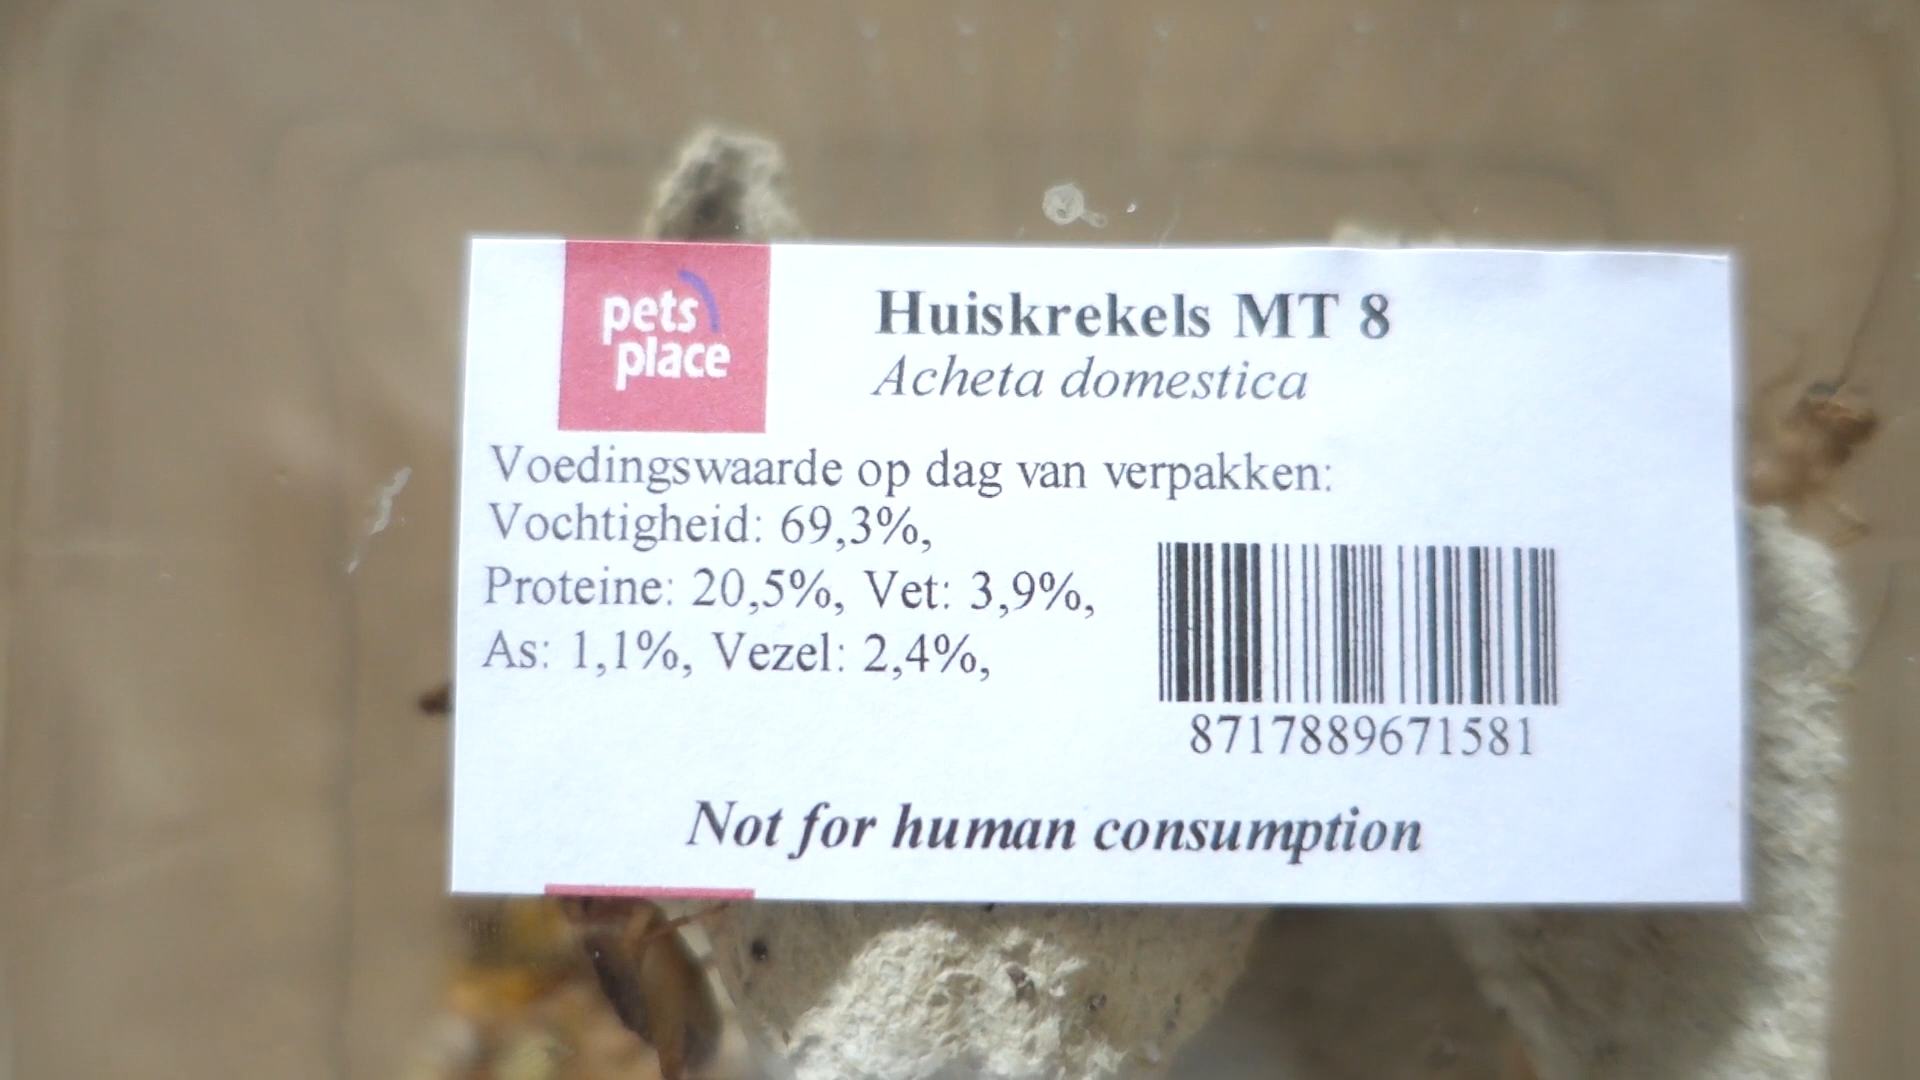 pets
place
Huiskrekels MT 8
Acheta domestica
Voedingswaarde op dag van verpakken:
Vochtigheid: 69,3%,
Proteine: 20,5%, Vet: 3,9%,
As: 1,1%, Vezel: 2,4%,
8717889671581
Not for human consumption